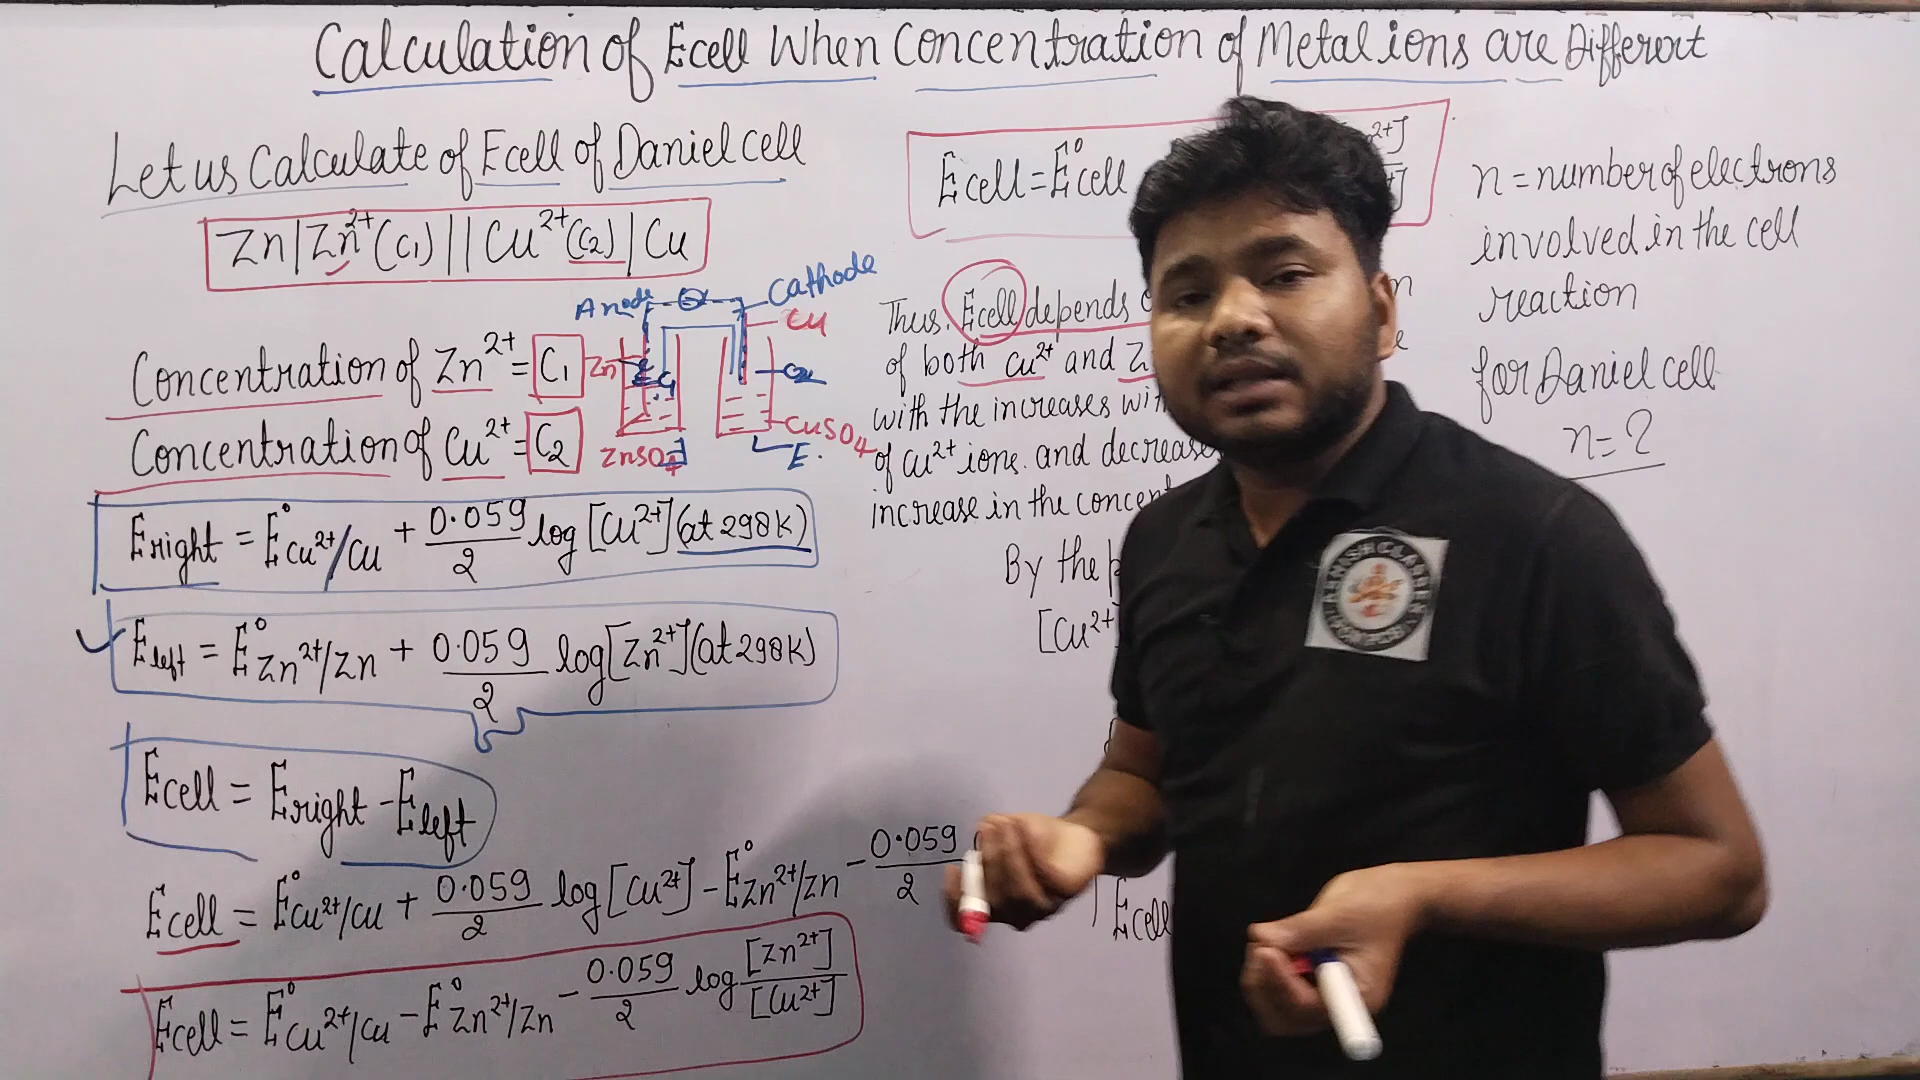 Calculation of Ecell When Concentration of Metal ions are Different
Let us Calculate of Ecell of Daniel cell
Zn|Zn²⁺(C1)||Cu²⁺(C2)|Cu
Anode
Cathode
Cu
Zn
C1
C2
CuSO4
ZnSO4
E.
Concentration of Zn²⁺ = C1
Concentration of Cu²⁺ = C2
Eright = E°Cu²⁺/Cu + 0.059/2 log [Cu²⁺] (at 298K)
Eleft = E°Zn²⁺/Zn + 0.059/2 log [Zn²⁺] (at 298K)
Ecell = Eright - Eleft
Ecell = E°Cu²⁺/Cu + 0.059/2 log [Cu²⁺] - E°Zn²⁺/Zn - 0.059/2
Ecell = E°Cu²⁺/Cu - E°Zn²⁺/Zn - 0.059/2 log [Zn²⁺]/[Cu²⁺]
Ecell = E°cell
Thus. Ecell depends
of both Cu²⁺ and
with the increases
of Cu²⁺ ions. and
increase in the
By the
[Cu²⁺]
Ecell
n = number of electrons
involved in the cell
reaction
for Daniel cell
n = 2